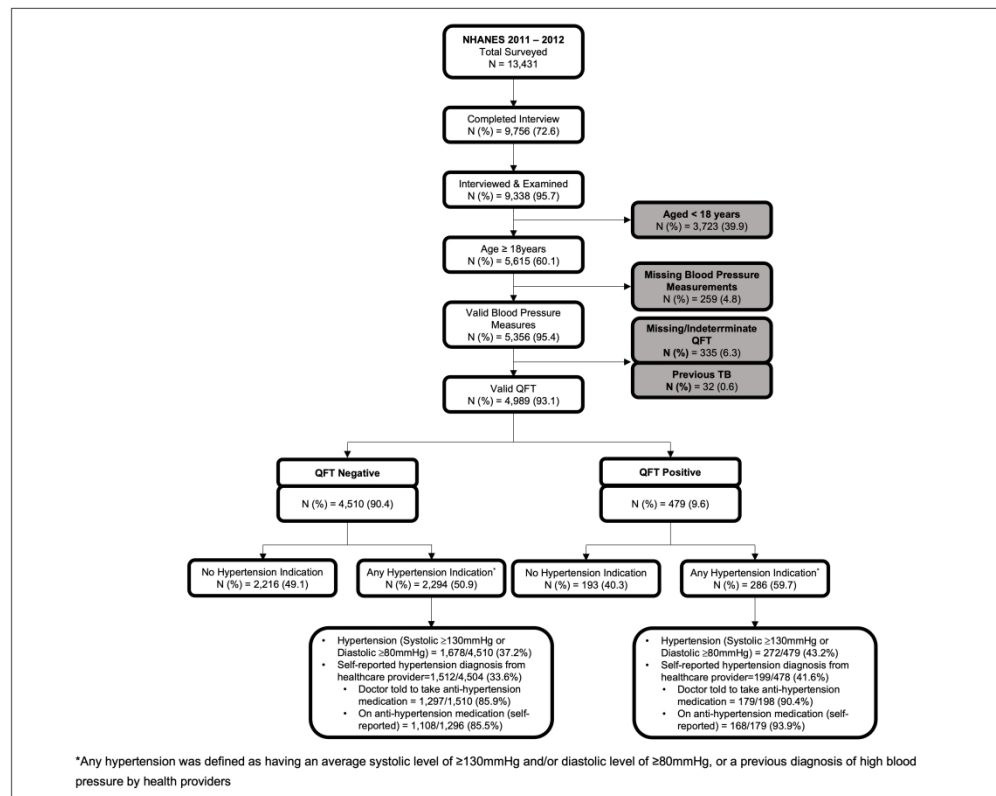 NHANES 2011 – 2012
Total Surveyed
N = 13,431
Completed Interview
N (%) = 9,756 (72.6)
Interviewed & Examined
N (%) = 9,338 (95.7)
Aged < 18 years
N (%) = 3,723 (39.9)
Age ≥ 18years
N (%) = 5,615 (60.1)
Missing Blood Pressure
Measurements
N (%) = 259 (4.8)
Valid Blood Pressure
Measures
N (%) = 5,356 (95.4)
Missing/Indeterrminate
QFT
N (%) = 335 (6.3)
Previous TB
N (%) = 32 (0.6)
Valid QFT
N (%) = 4,989 (93.1)
QFT Negative
N (%) = 4,510 (90.4)
QFT Positive
N (%) = 479 (9.6)
No Hypertension Indication
N (%) = 2,216 (49.1)
Any Hypertension Indication*
N (%) = 2,294 (50.9)
No Hypertension Indication
N (%) = 193 (40.3)
Any Hypertension Indication*
N (%) = 286 (59.7)
• Hypertension (Systolic ≥130mmHg or
Diastolic ≥80mmHg) = 1,678/4,510 (37.2%)
• Self-reported hypertension diagnosis from
healthcare provider=1,512/4,504 (33.6%)
• Doctor told to take anti-hypertension
medication = 1,297/1,510 (85.9%)
• On anti-hypertension medication (self-
reported) = 1,108/1,296 (85.5%)
• Hypertension (Systolic ≥130mmHg or
Diastolic ≥80mmHg) = 272/479 (43.2%)
• Self-reported hypertension diagnosis from
healthcare provider=199/478 (41.6%)
• Doctor told to take anti-hypertension
medication = 179/198 (90.4%)
• On anti-hypertension medication (self-
reported) = 168/179 (93.9%)
*Any hypertension was defined as having an average systolic level of ≥130mmHg and/or diastolic level of ≥80mmHg, or a previous diagnosis of high blood
pressure by health providers